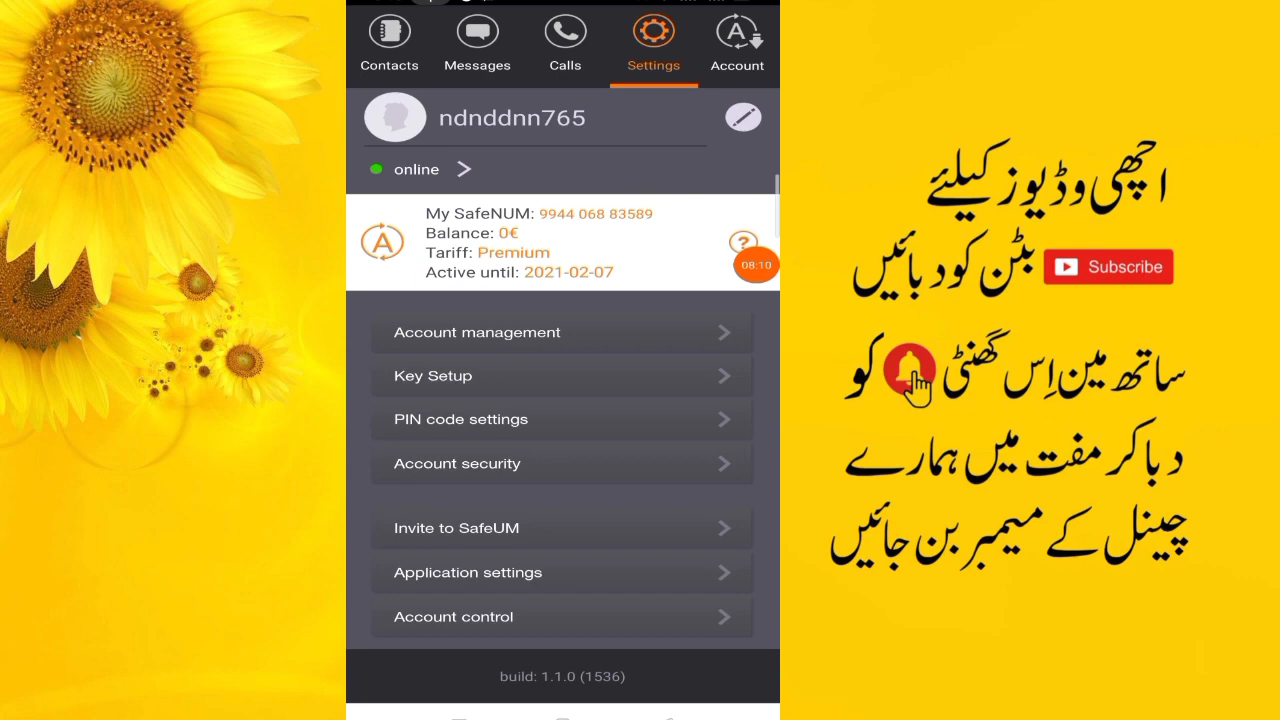 Contacts Messages Calls Settings Account
ndnddnn765
online
My SafeNUM: 9944 068 83589
Balance: 0€
Tariff: Premium
Active until: 2021-02-07
?
08:10
Account management
Key Setup
PIN code settings
Account security
Invite to SafeUM
Application settings
Account control
build: 1.1.0 (1536)
اچھی وڈیوز کیلئے
Subscribe بٹن کو دبائیں
ساتھ مین اِس گھنٹی کو
دبا کر مفت میں ہمارے
چینل کے میمبر بن جائیں